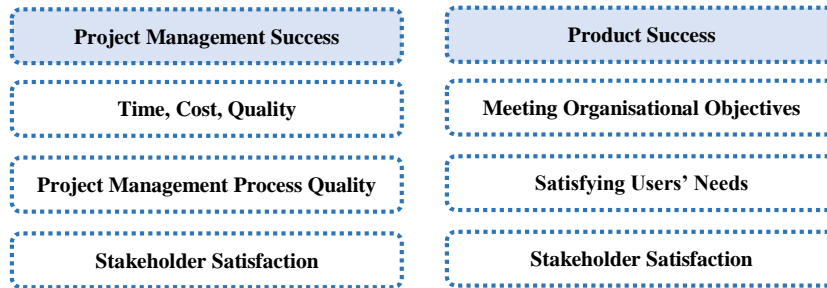 Project Management Success
Time, Cost, Quality
Project Management Process Quality
Stakeholder Satisfaction
Product Success
Meeting Organisational Objectives
Satisfying Users’ Needs
Stakeholder Satisfaction